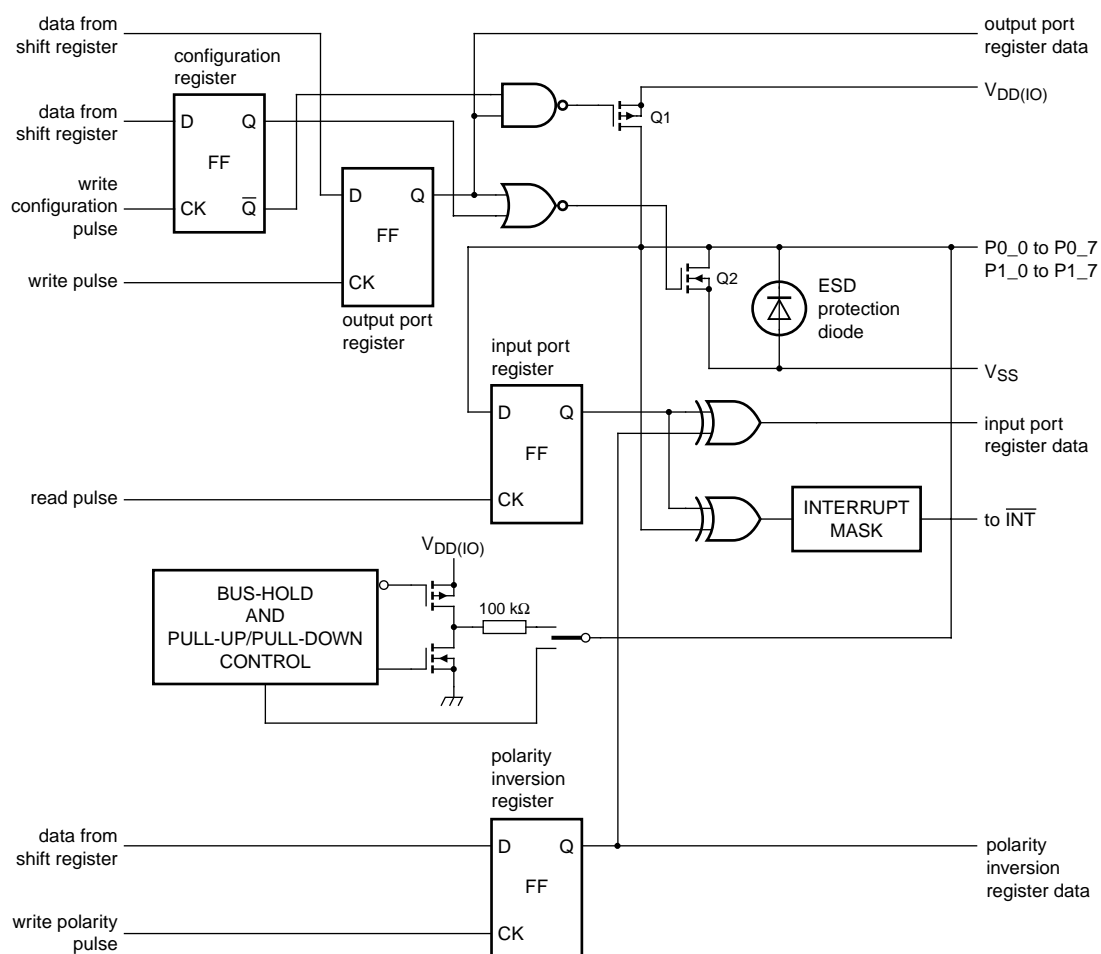 data from
shift register
output port
register data
configuration
register
VDD(IO)
data from
shift register
D
Q
Q1
FF
write
configuration
pulse
CK
Q̅
D
Q
FF
P0_0 to P0_7
P1_0 to P1_7
write pulse
CK
Q2
ESD
protection
diode
output port
register
input port
register
VSS
D
Q
input port
register data
FF
read pulse
CK
INTERRUPT
MASK
to I̅N̅T̅
VDD(IO)
BUS-HOLD
AND
PULL-UP/PULL-DOWN
CONTROL
100 kΩ
polarity
inversion
register
data from
shift register
D
Q
polarity
inversion
register data
FF
write polarity
pulse
CK